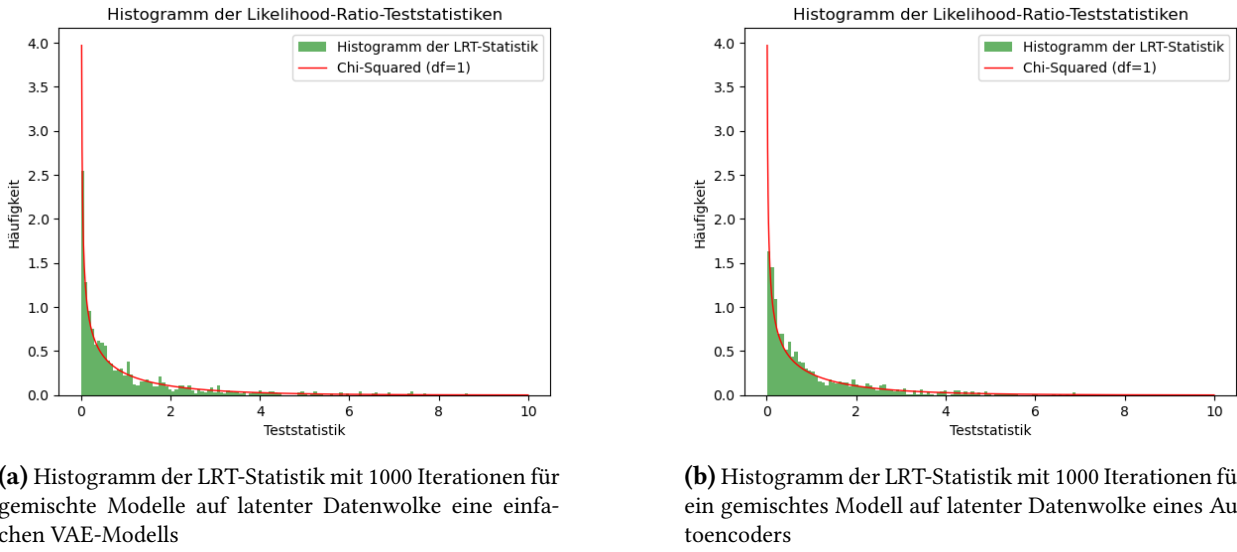 Histogramm der Likelihood-Ratio-Teststatistiken
Histogramm der LRT-Statistik
Chi-Squared (df=1)
Häufigkeit
4.0
3.5
3.0
2.5
2.0
1.5
1.0
0.5
0.0
0 2 4 6 8 10
Teststatistik
(a) Histogramm der LRT-Statistik mit 1000 Iterationen für
gemischte Modelle auf latenter Datenwolke eine einfa-
chen VAE-Modells
Histogramm der Likelihood-Ratio-Teststatistiken
Histogramm der LRT-Statistik
Chi-Squared (df=1)
Häufigkeit
4.0
3.5
3.0
2.5
2.0
1.5
1.0
0.5
0.0
0 2 4 6 8 10
Teststatistik
(b) Histogramm der LRT-Statistik mit 1000 Iterationen fü
ein gemischtes Modell auf latenter Datenwolke eines Au
toencoders